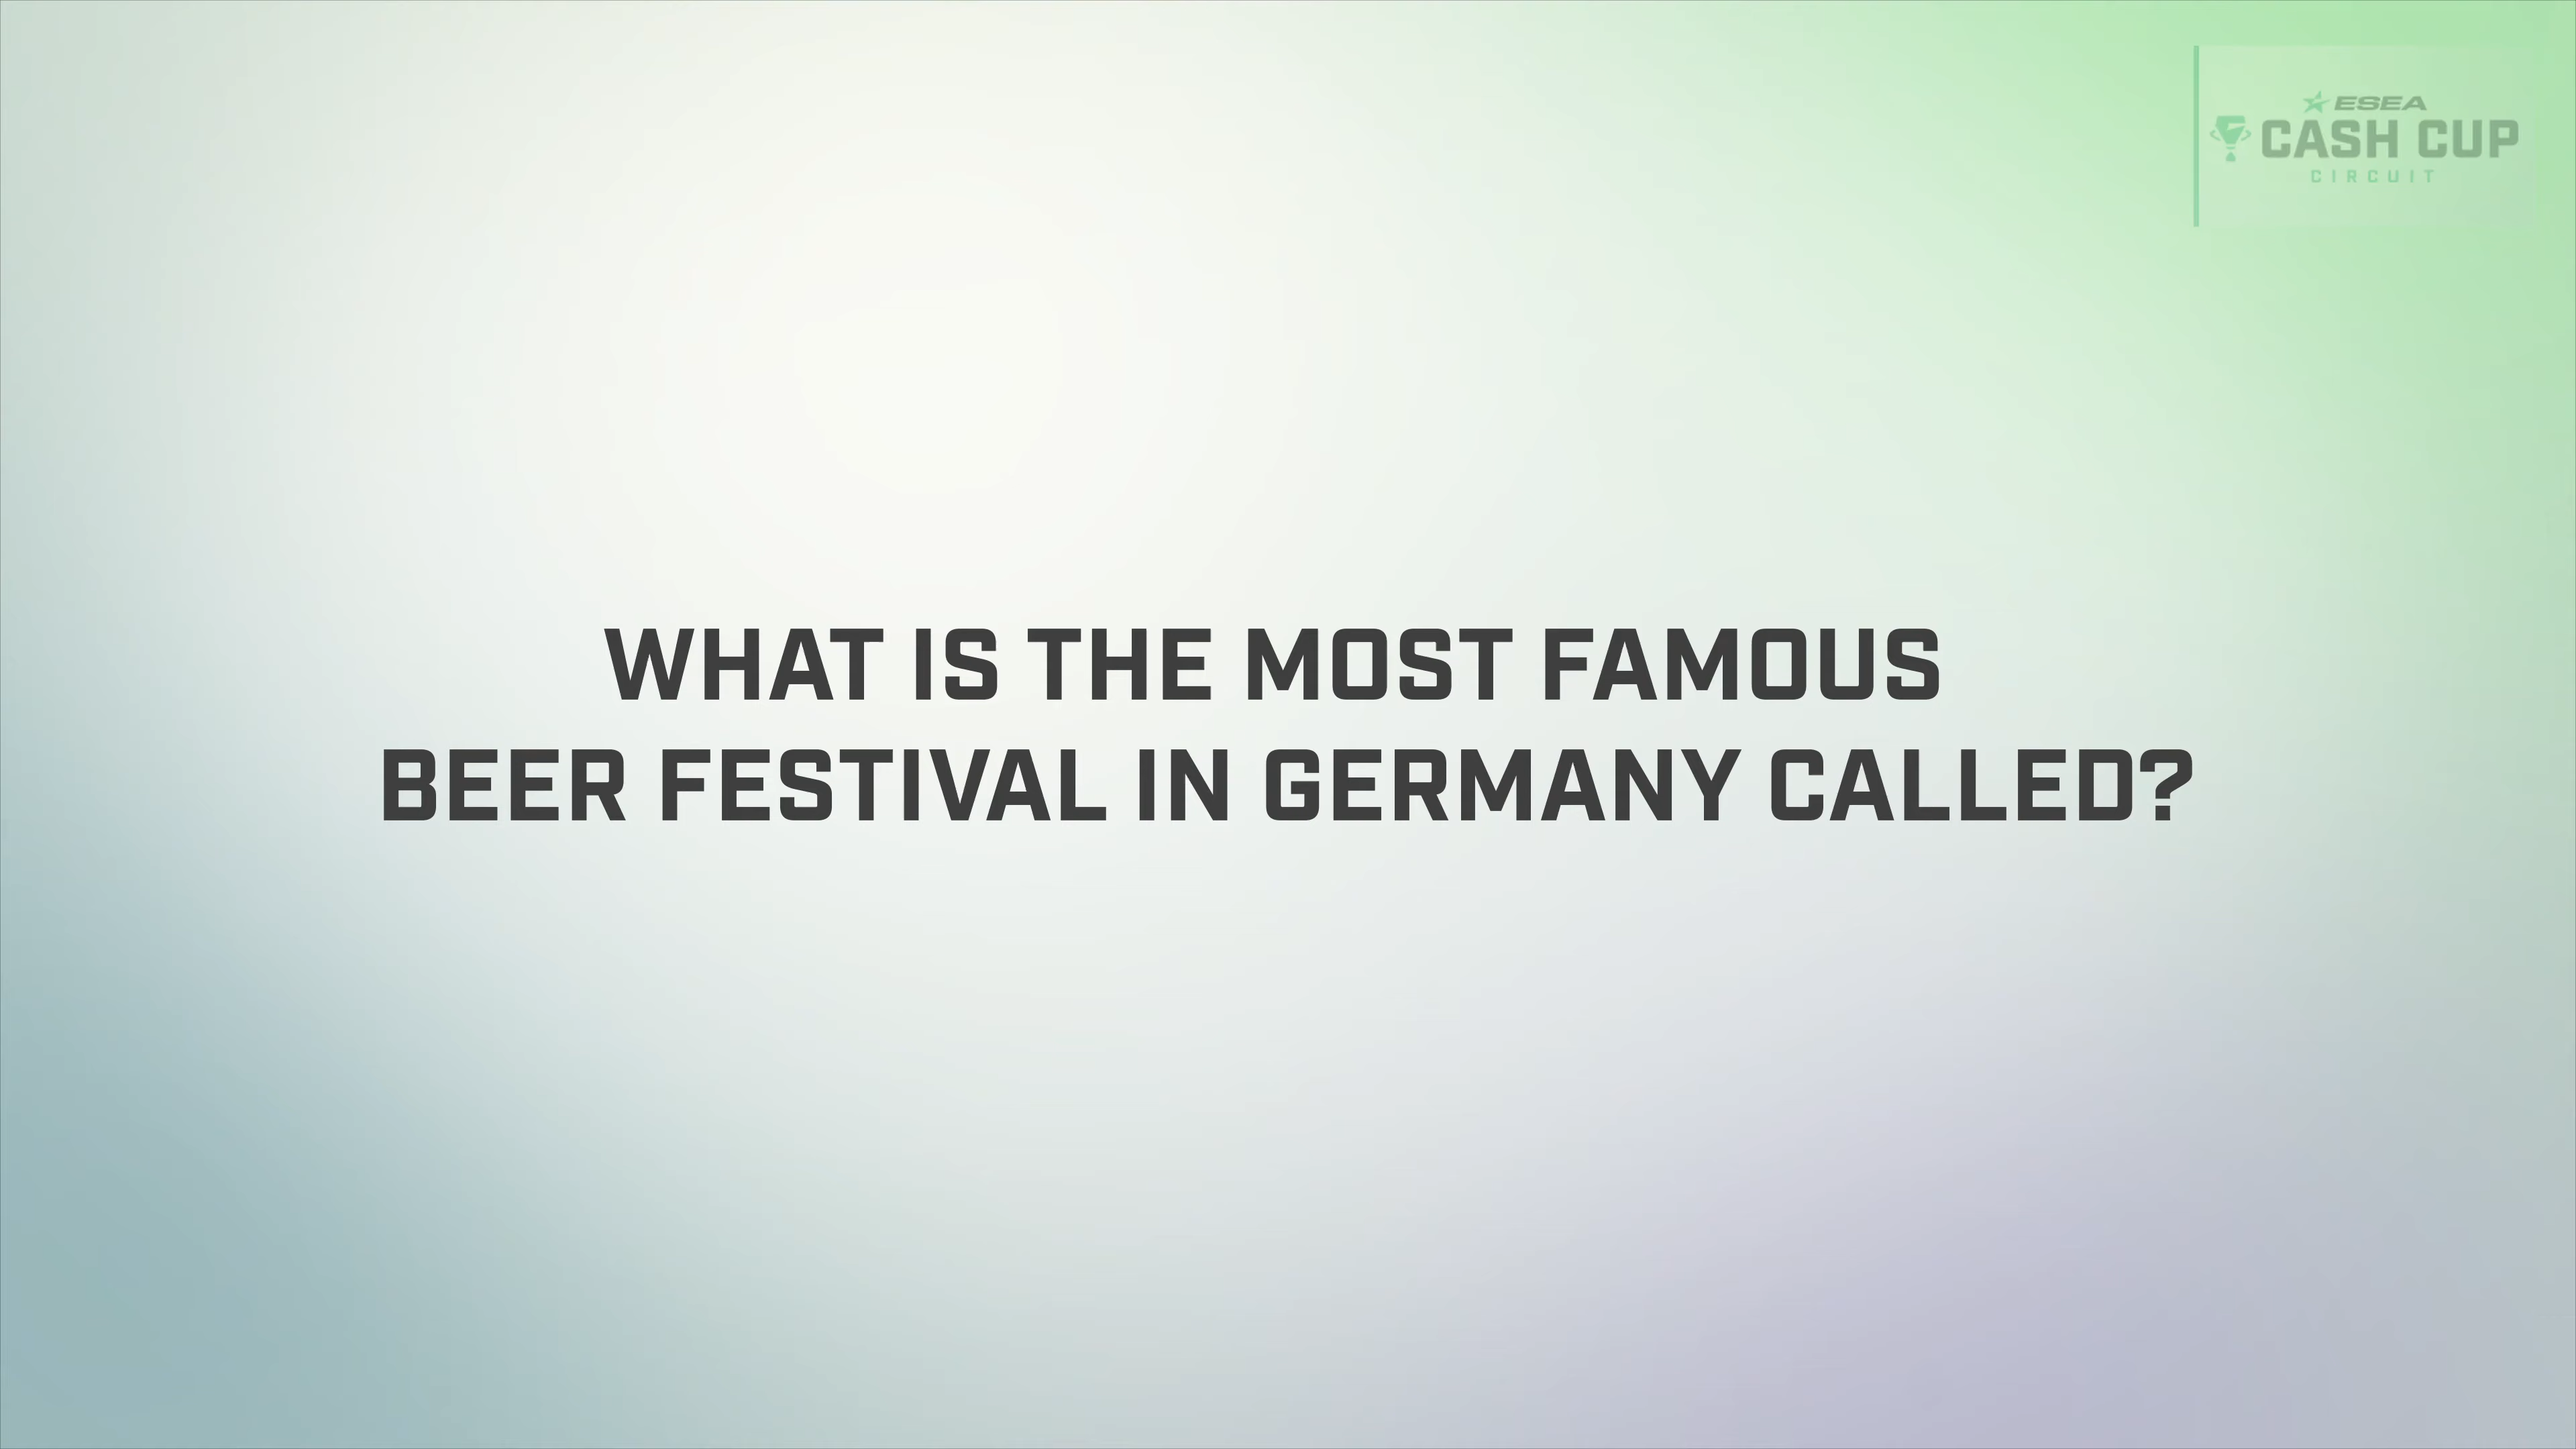 ESEA
CASH CUP
CIRCUIT
WHAT IS THE MOST FAMOUS
BEER FESTIVAL IN GERMANY CALLED?